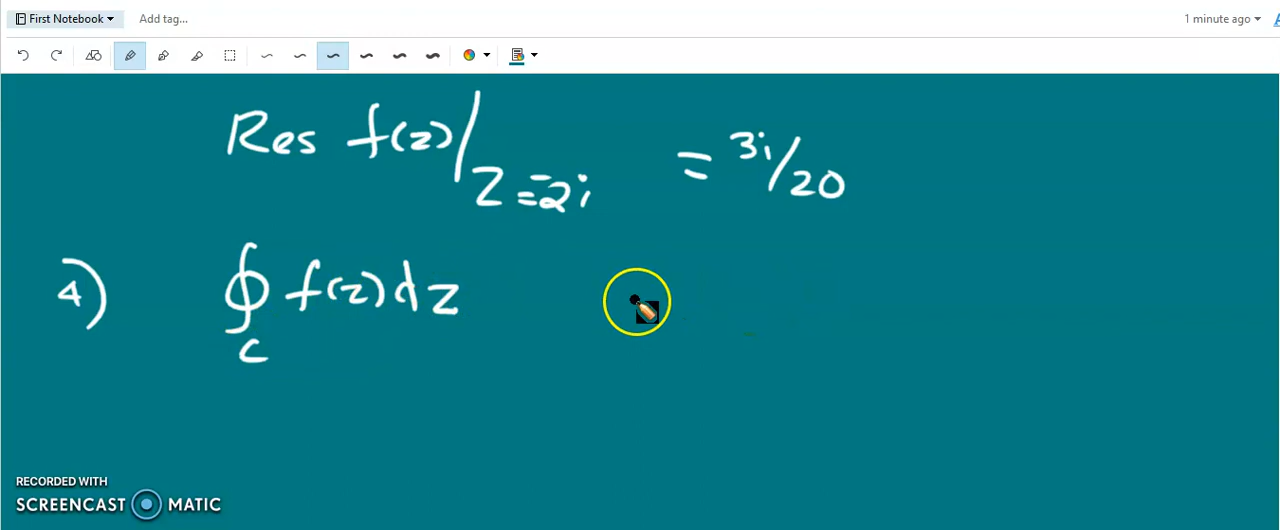 First Notebook Add tag... 1 minute ago
Res f(z)/z=-2i = 3i/20
4) ∮c f(z)dz
RECORDED WITH
SCREENCAST MATIC